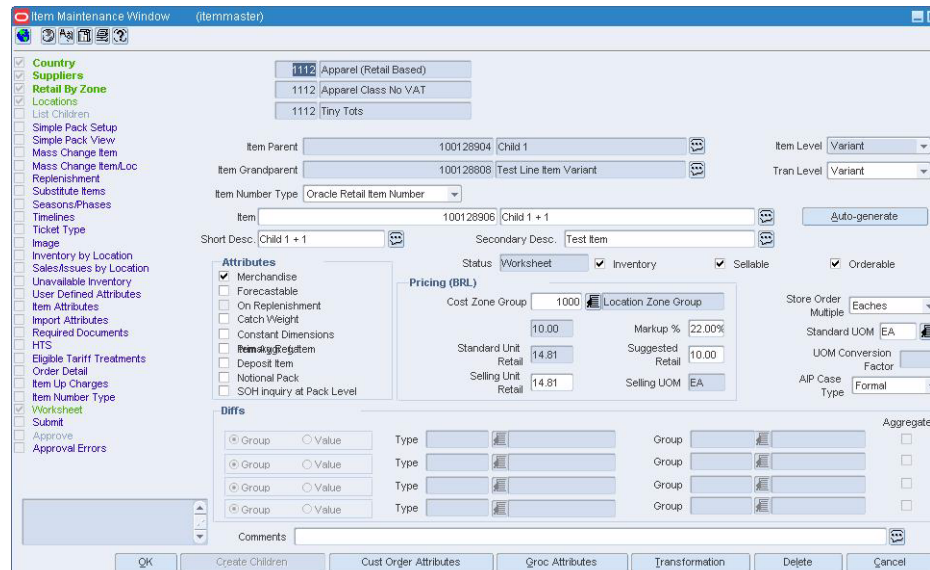 Item Maintenance Window (itemmaster)
Country
Suppliers
Retail By Zone
Locations
List Children
Simple Pack Setup
Simple Pack View
Mass Change Item
Mass Change Item/Loc
Replenishment
Substitute Items
Seasons/Phases
Timelines
Ticket Type
Image
Inventory by Location
Sales/Issues by Location
Unavailable Inventory
User Defined Attributes
Item Attributes
Import Attributes
Required Documents
HTS
Eligible Tariff Treatments
Order Detail
Item Up Charges
Item Number Type
Worksheet
Submit
Approve
Approval Errors
1112 Apparel (Retail Based)
1112 Apparel Class No VAT
1112 Tiny Tots
Item Parent 100128904 Child 1 Item Level Variant
Item Grandparent 100128808 Test Line Item Variant Tran Level Variant
Item Number Type Oracle Retail Item Number
Item 100128906 Child 1 + 1 Auto-generate
Short Desc. Child 1 + 1 Secondary Desc. Test Item
Status Worksheet Inventory Sellable Orderable
Attributes
Merchandise
Forecastable
On Replenishment
Catch Weight
Constant Dimensions
Deposit Item
Notional Pack
SOH inquiry at Pack Level
Pricing (BRL)
Cost Zone Group 1000 Location Zone Group
10.00 Markup % 22.00%
Standard Unit Retail 14.81 Suggested Retail 10.00
Selling Unit Retail 14.81 Selling UOM EA
Store Order Multiple Eaches
Standard UOM EA
UOM Conversion Factor
AIP Case Type Formal
Diffs
Aggregate
Group Value Type Group
Group Value Type Group
Group Value Type Group
Group Value Type Group
Comments
OK Create Children Cust Order Attributes Groc Attributes Transformation Delete Cancel